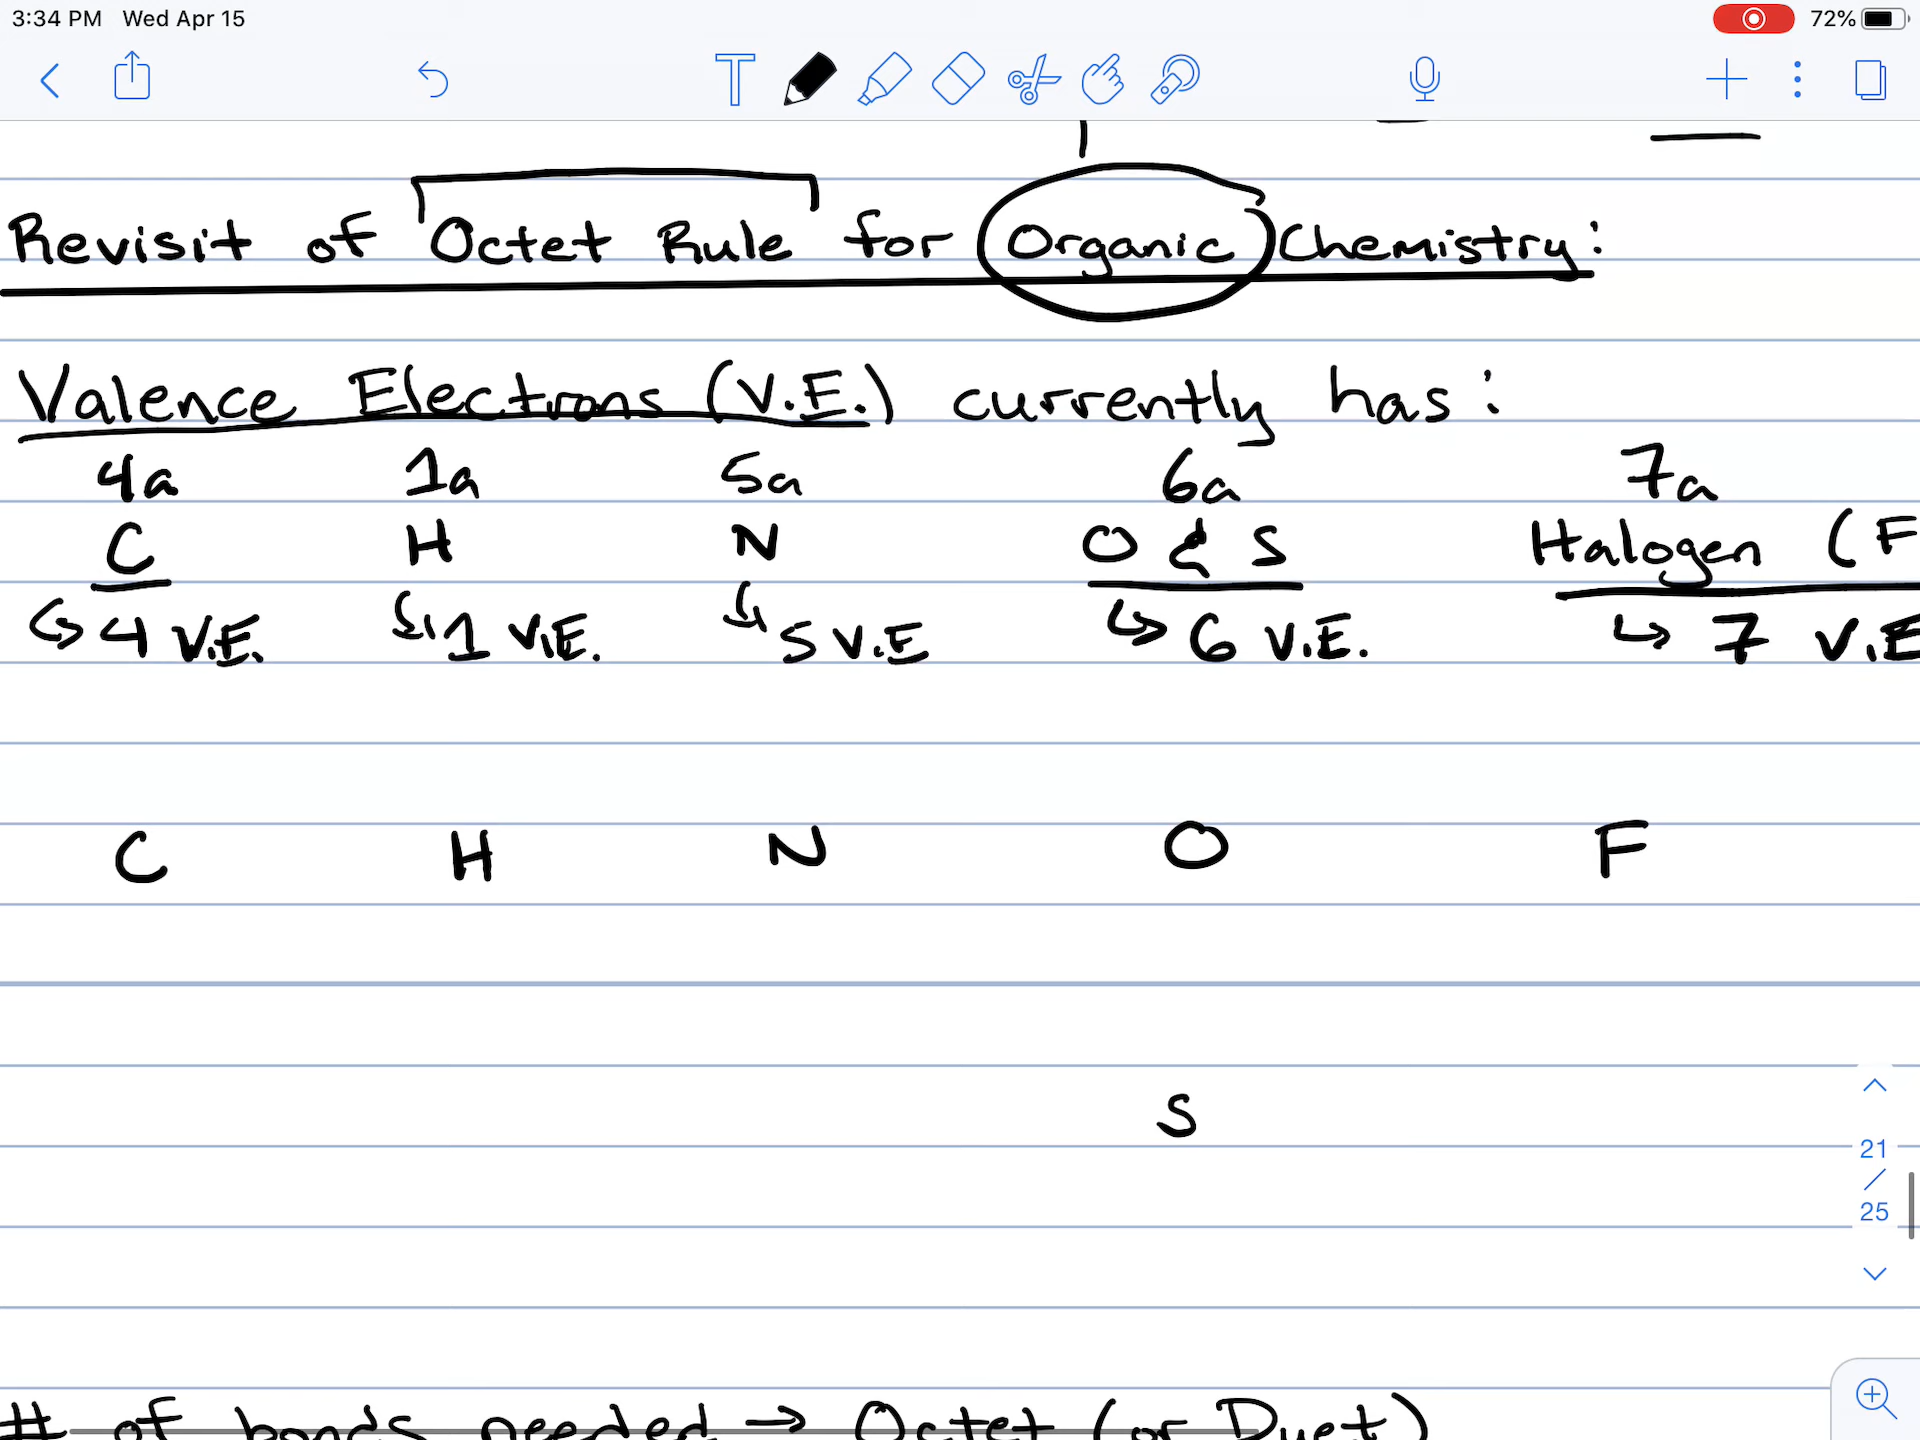 3:34 PM Wed Apr 15 72%
Revisit of Octet Rule for Organic Chemistry:
Valence Electrons (V.E.) currently has:
4a 1a 5a 6a 7a
C H N O & S Halogen (F
↳ 4 V.E. ↳ 1 V.E. ↳ 5 V.E ↳ 6 V.E. ↳ 7 V.E
C H N O F
S
21
/
25
# of bonds needed → Octet (or Duet)